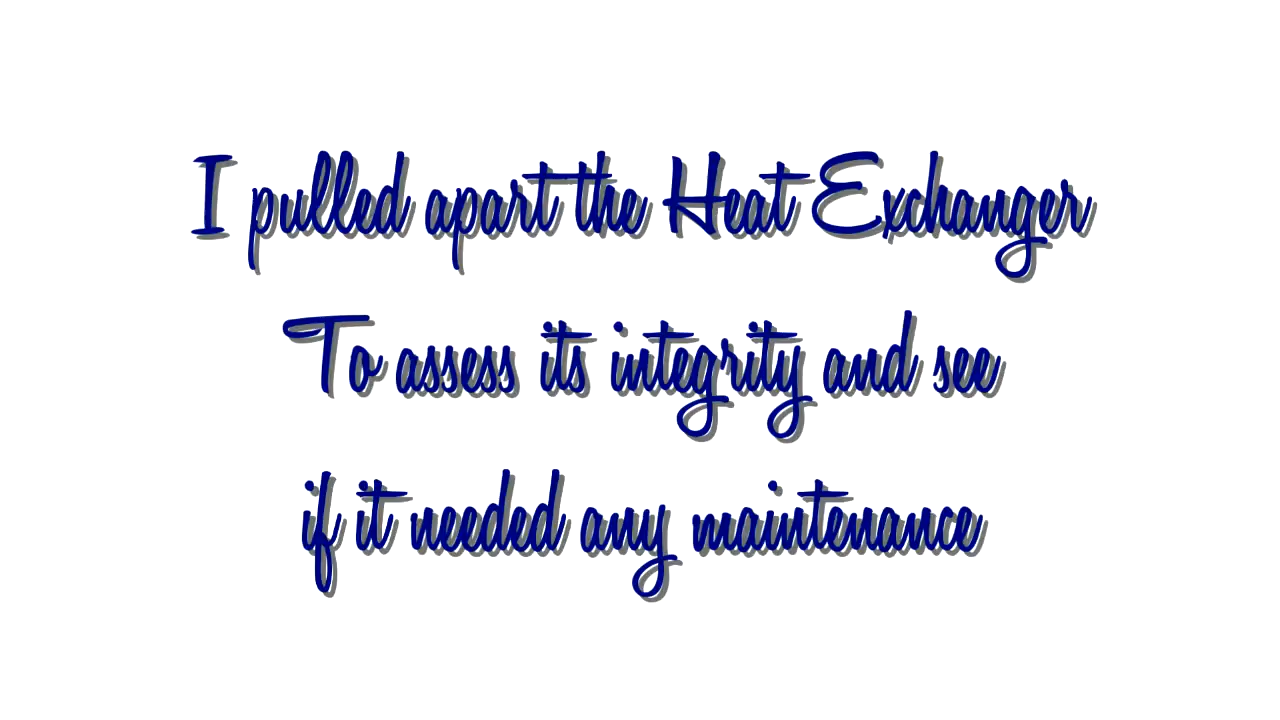 I pulled apart the Heat Exchanger
To assess its integrity and see
if it needed any maintenance